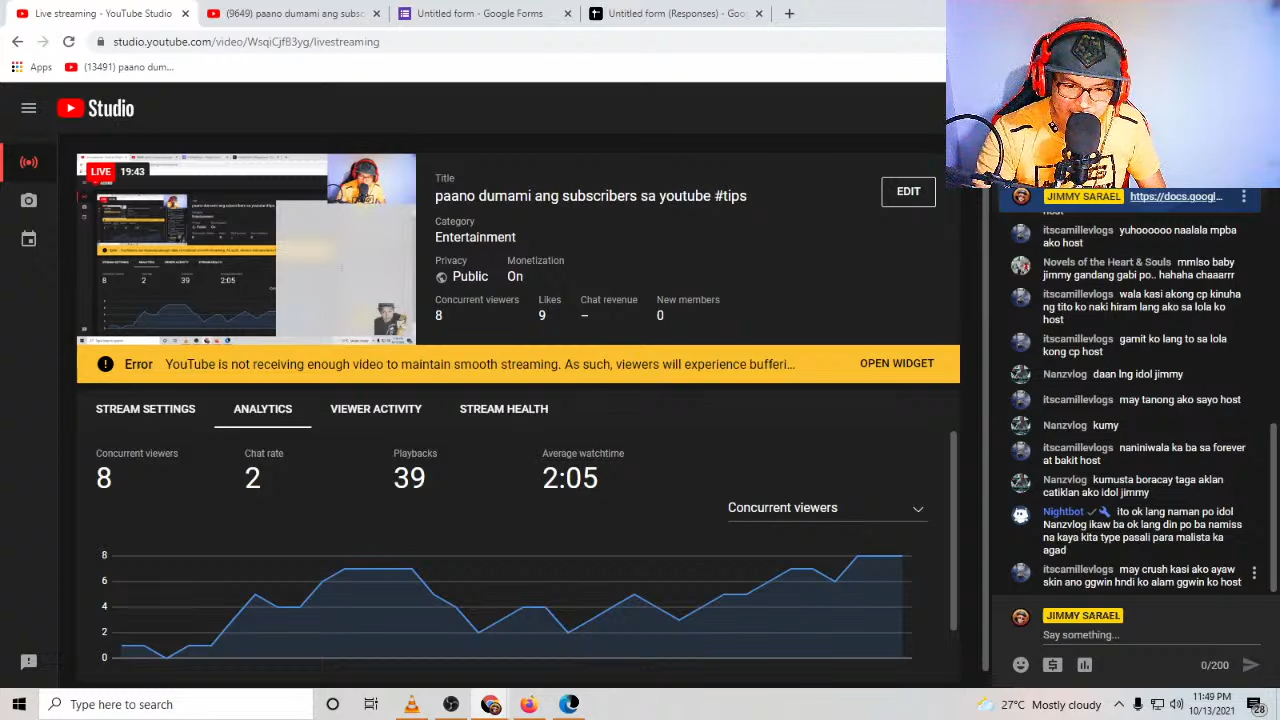 Live streaming - YouTube Studio
(9649) paano dumami ang subsc
Untitled form - Google Forms
Untitled form (Responses) - Goo
studio.youtube.com/video/WsqiCjfB3yg/livestreaming
Apps
(13491) paano dum...
Studio
LIVE 19:43
Title
paano dumami ang subscribers sa youtube #tips
EDIT
Category
Entertainment
Privacy
Monetization
Public
On
Concurrent viewers
Likes
Chat revenue
New members
8
9
–
0
Error YouTube is not receiving enough video to maintain smooth streaming. As such, viewers will experience bufferi...
OPEN WIDGET
STREAM SETTINGS
ANALYTICS
VIEWER ACTIVITY
STREAM HEALTH
Concurrent viewers
Chat rate
Playbacks
Average watchtime
8
2
39
2:05
Concurrent viewers
8
6
4
2
0
JIMMY SARAEL https://docs.googl...
host
itscamillevlogs yuhoooooo naalala mpba
ako host
Novels of the Heart & Souls mmlso baby
jimmy gandang gabi po.. hahaha chaarrr
itscamillevlogs wala kasi akong cp kinuha
ng tito ko naki hiram lang ako sa lola ko
host
itscamillevlogs gamit ko lang to sa lola
kong cp host
Nanzvlog daan lng idol jimmy
itscamillevlogs may tanong ako sayo host
Nanzvlog kumy
itscamillevlogs naniniwala ka ba sa forever
at bakit host
Nanzvlog kumusta boracay taga aklan
catiklan ako idol jimmy
Nightbot ito ok lang naman po idol
Nanzvlog ikaw ba ok lang din po ba namiss
na kaya kita type pasali para malista ka
agad
itscamillevlogs may crush kasi ako ayaw
skin ano ggwin hndi ko alam ggwin ko host
JIMMY SARAEL
Say something...
0/200
Type here to search
27°C Mostly cloudy
11:49 PM
10/13/2021
28